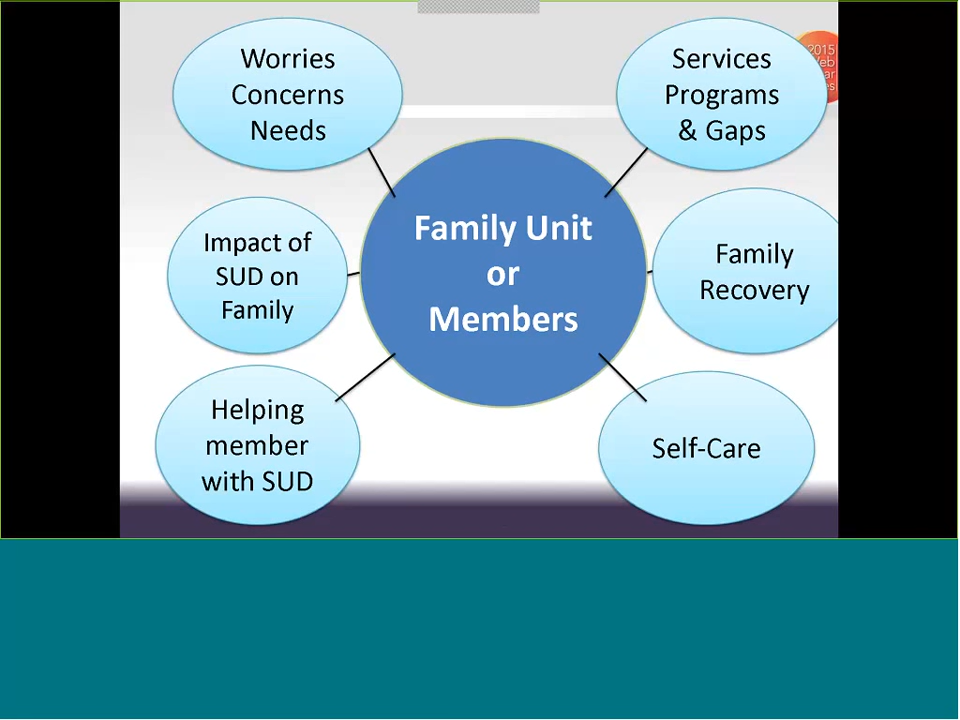 Worries
Concerns
Needs
Services
Programs
& Gaps
2015
Family Unit
or
Members
Impact of
SUD on
Family
Family
Recovery
Helping
member
with SUD
Self-Care